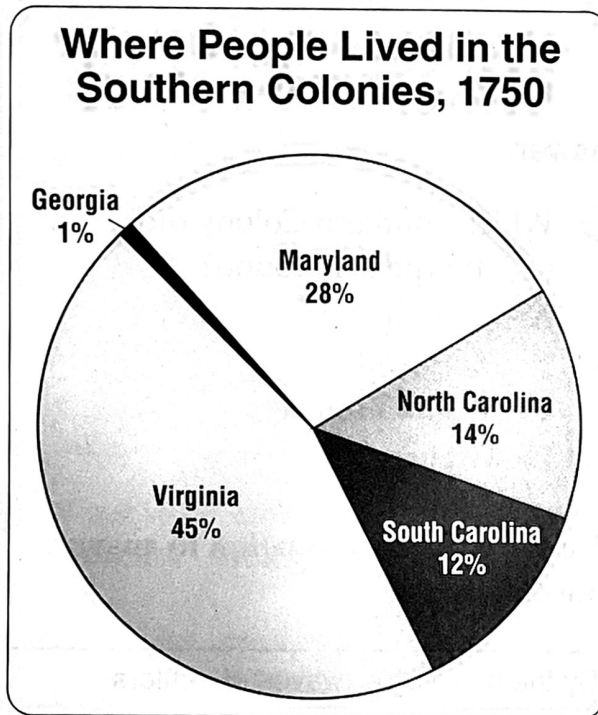 Where People Lived in the
Southern Colonies, 1750
Georgia
1%
Maryland
28%
North Carolina
14%
South Carolina
12%
Virginia
45%